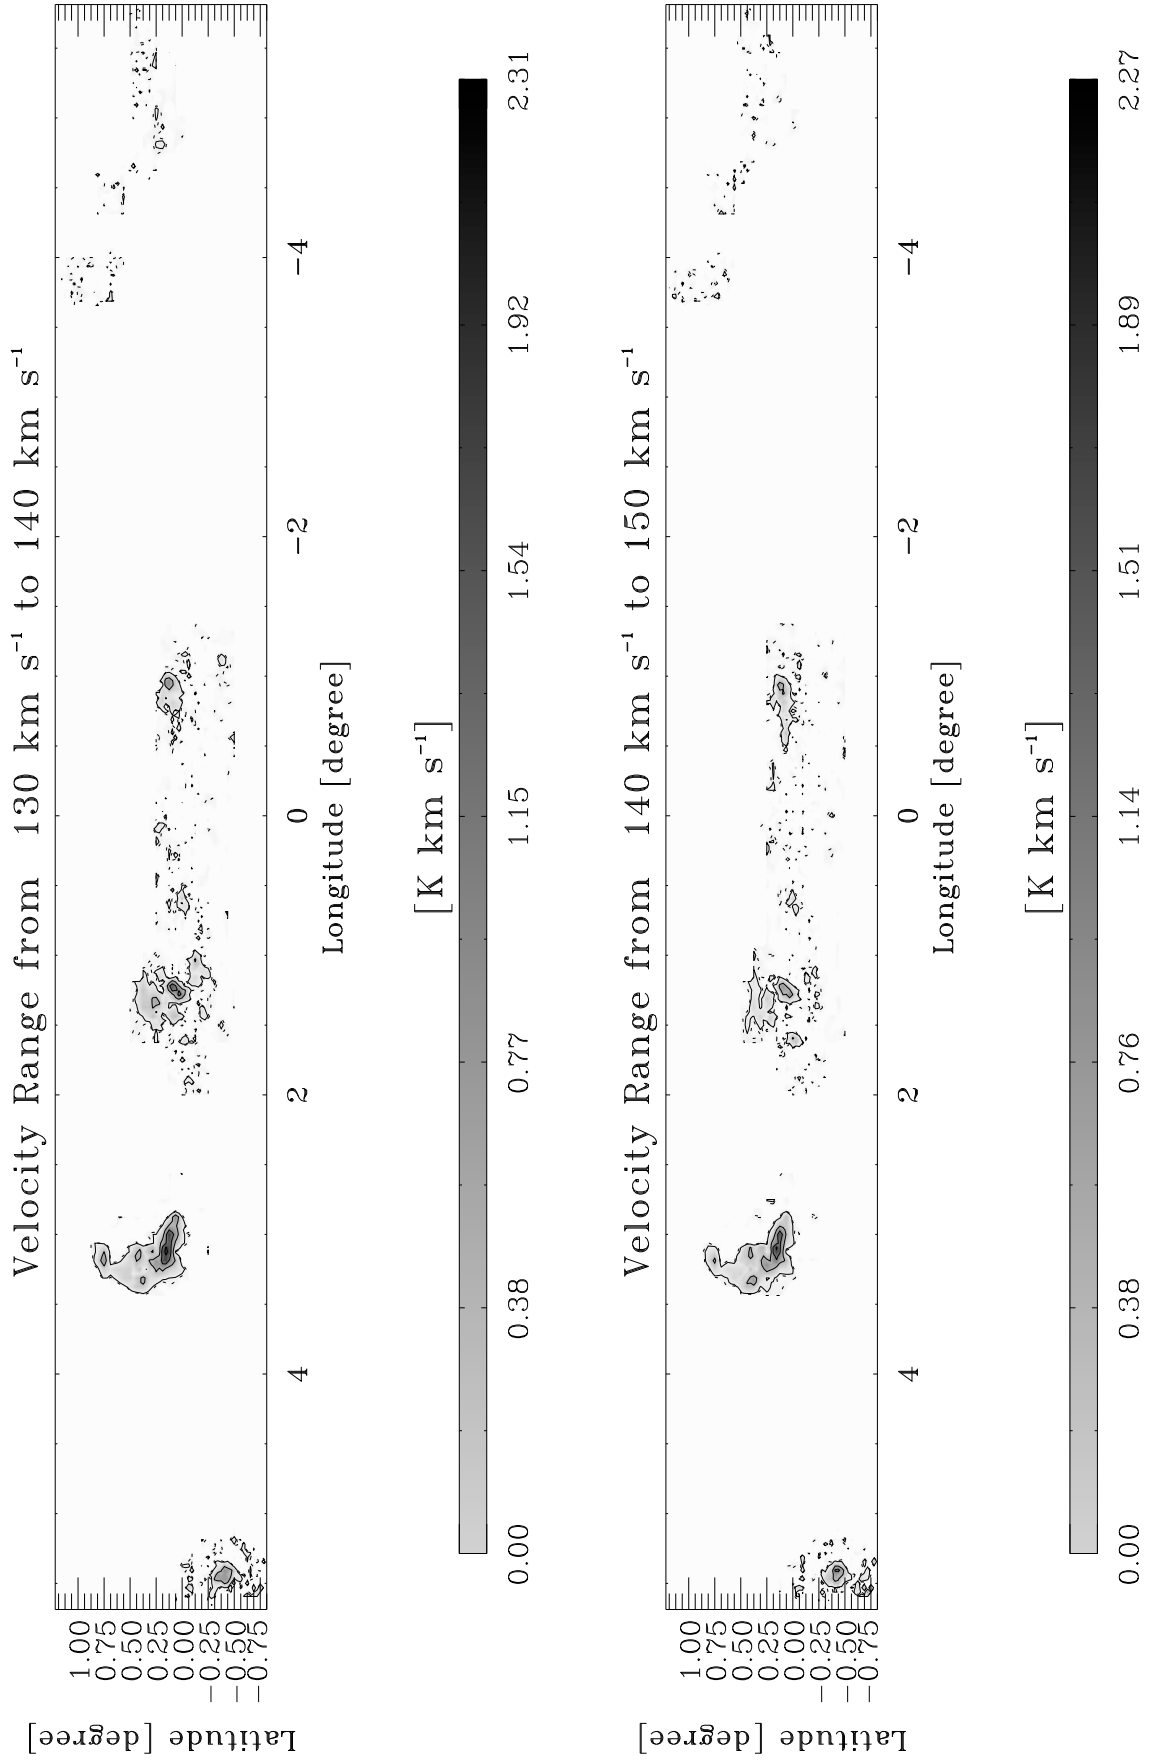 Velocity Range from 130 km s⁻¹ to 140 km s⁻¹
Latitude [degree]
1.00
0.75
0.50
0.25
0.00
−0.25
−0.50
−0.75
4 2 0 −2 −4
Longitude [degree]
[K km s⁻¹]
0.00 0.38 0.77 1.15 1.54 1.92 2.31
Velocity Range from 140 km s⁻¹ to 150 km s⁻¹
Latitude [degree]
1.00
0.75
0.50
0.25
0.00
−0.25
−0.50
−0.75
4 2 0 −2 −4
Longitude [degree]
[K km s⁻¹]
0.00 0.38 0.76 1.14 1.51 1.89 2.27